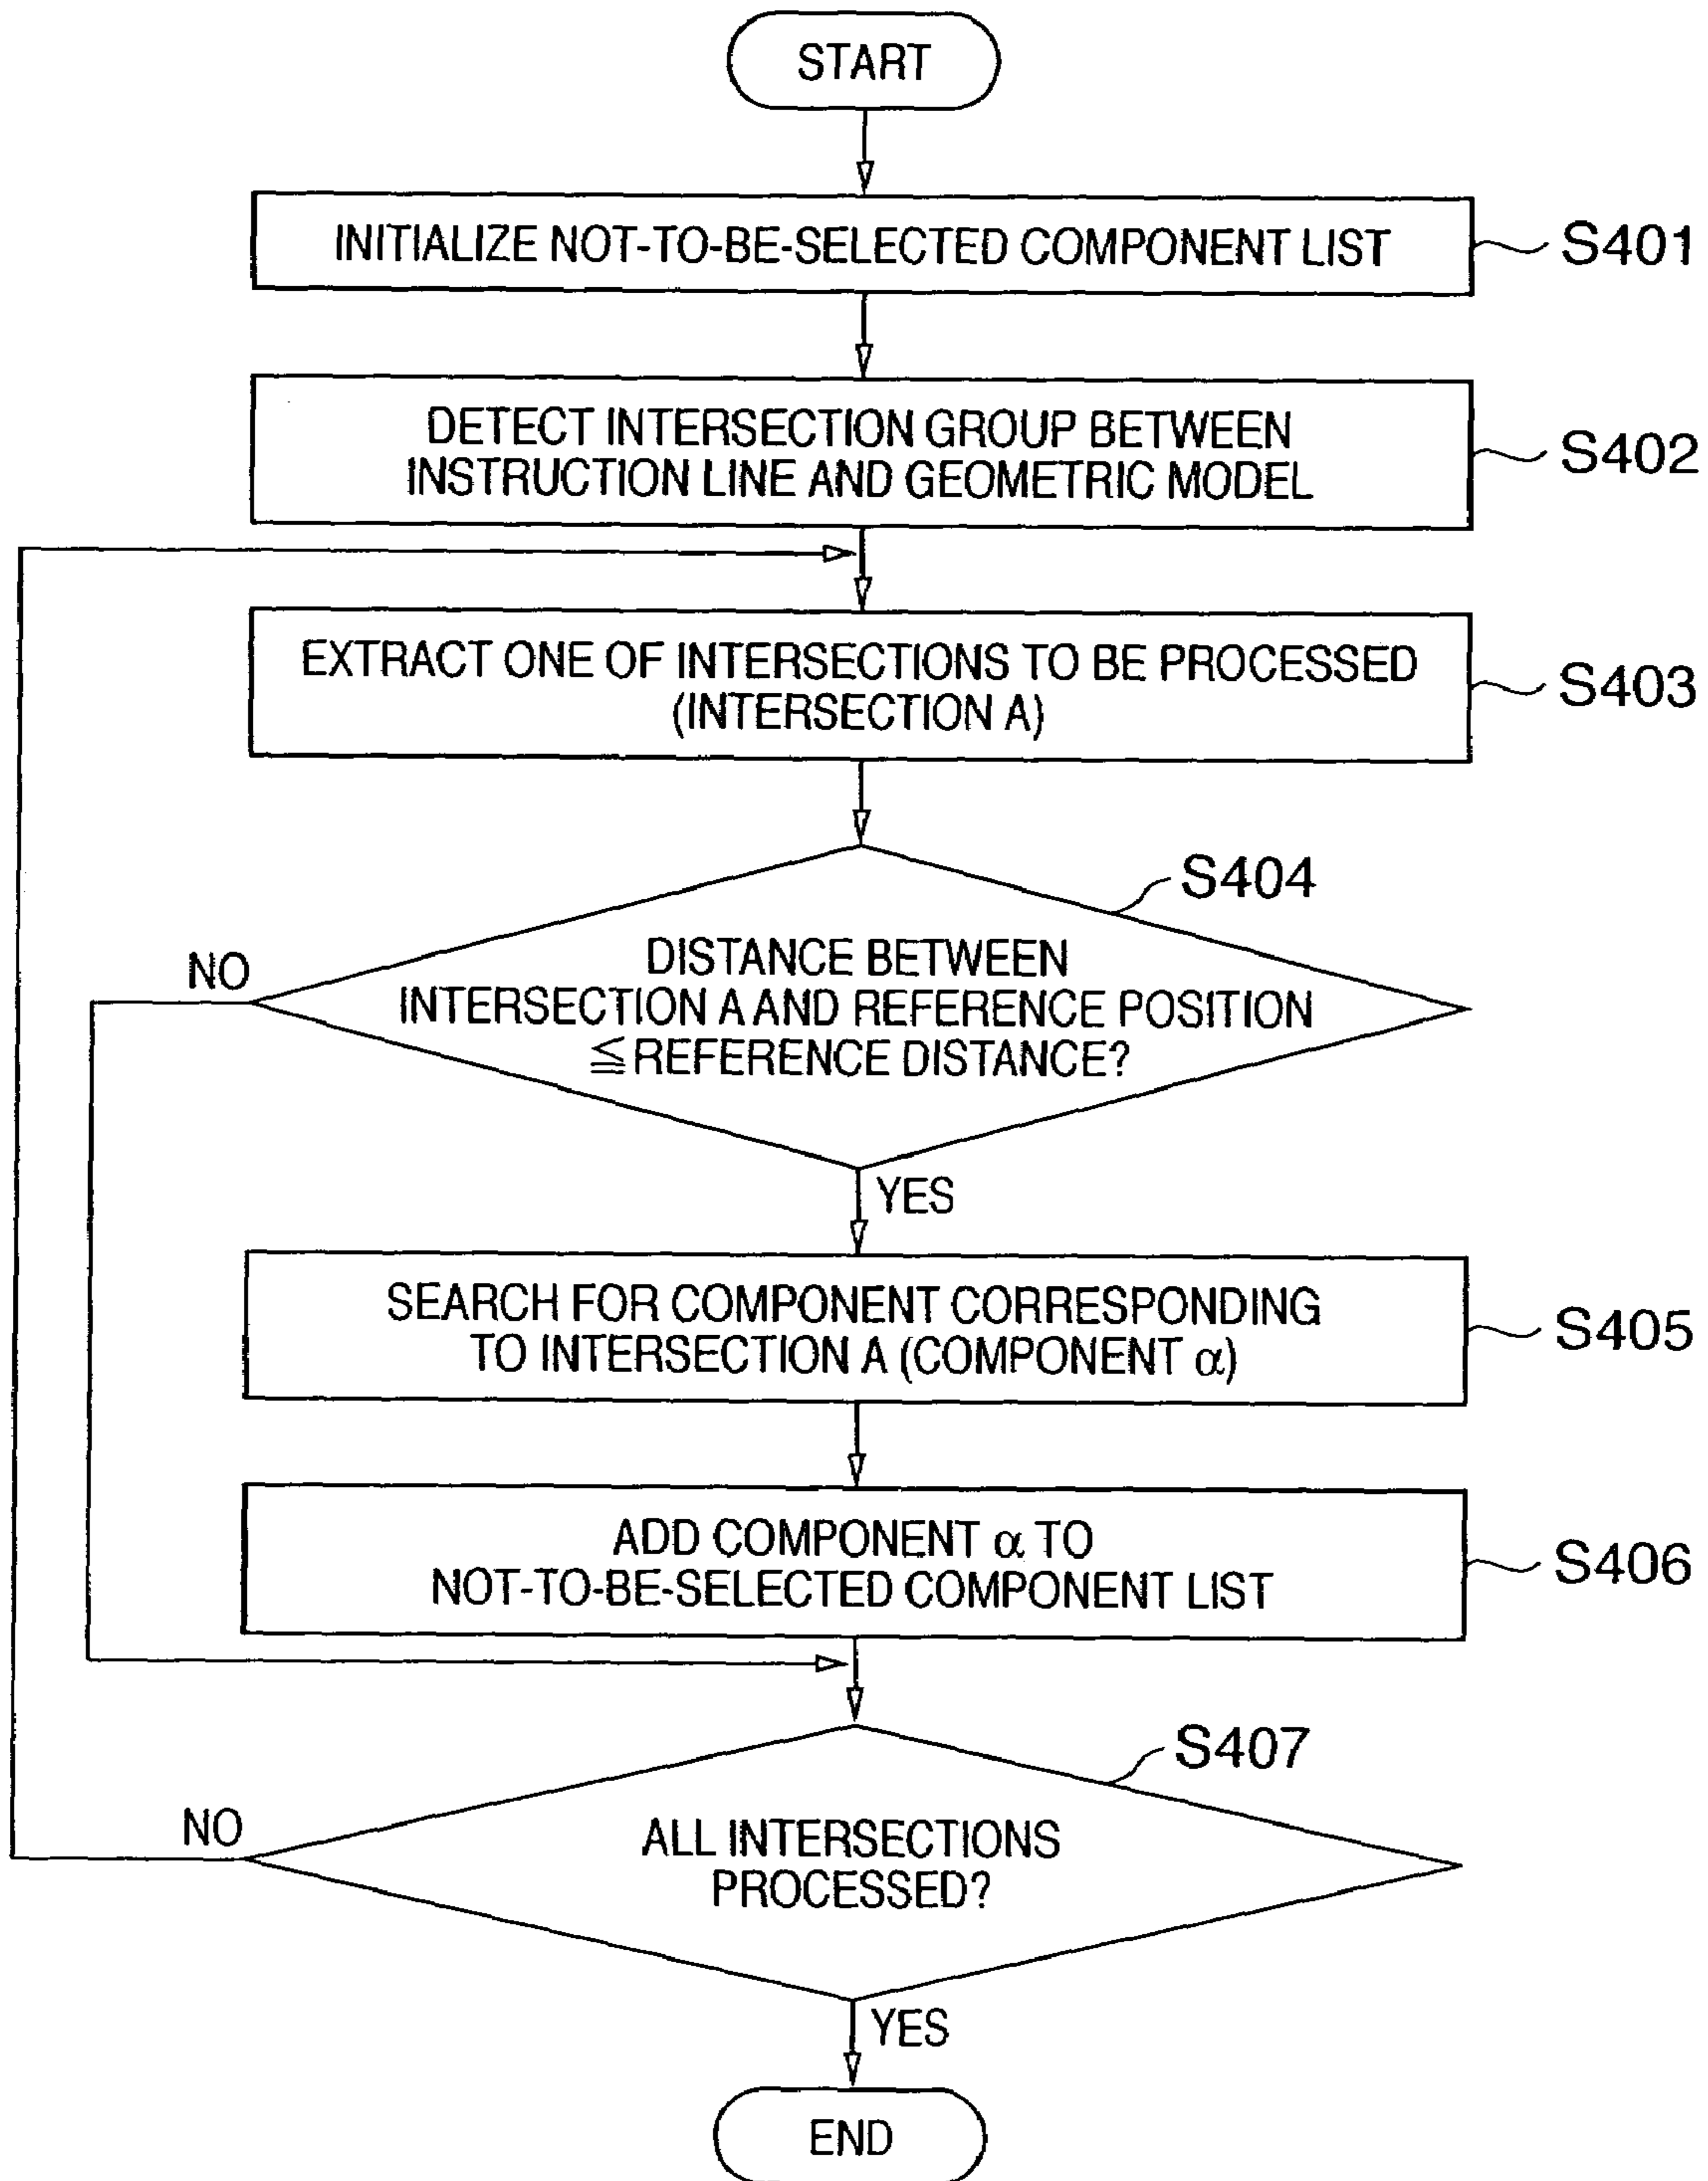 START
INITIALIZE NOT-TO-BE-SELECTED COMPONENT LIST
S401
DETECT INTERSECTION GROUP BETWEEN
INSTRUCTION LINE AND GEOMETRIC MODEL
S402
EXTRACT ONE OF INTERSECTIONS TO BE PROCESSED
(INTERSECTION A)
S403
S404
DISTANCE BETWEEN
INTERSECTION A AND REFERENCE POSITION
≦REFERENCE DISTANCE?
NO
YES
SEARCH FOR COMPONENT CORRESPONDING
TO INTERSECTION A (COMPONENT α)
S405
ADD COMPONENT α TO
NOT-TO-BE-SELECTED COMPONENT LIST
S406
S407
ALL INTERSECTIONS
PROCESSED?
NO
YES
END